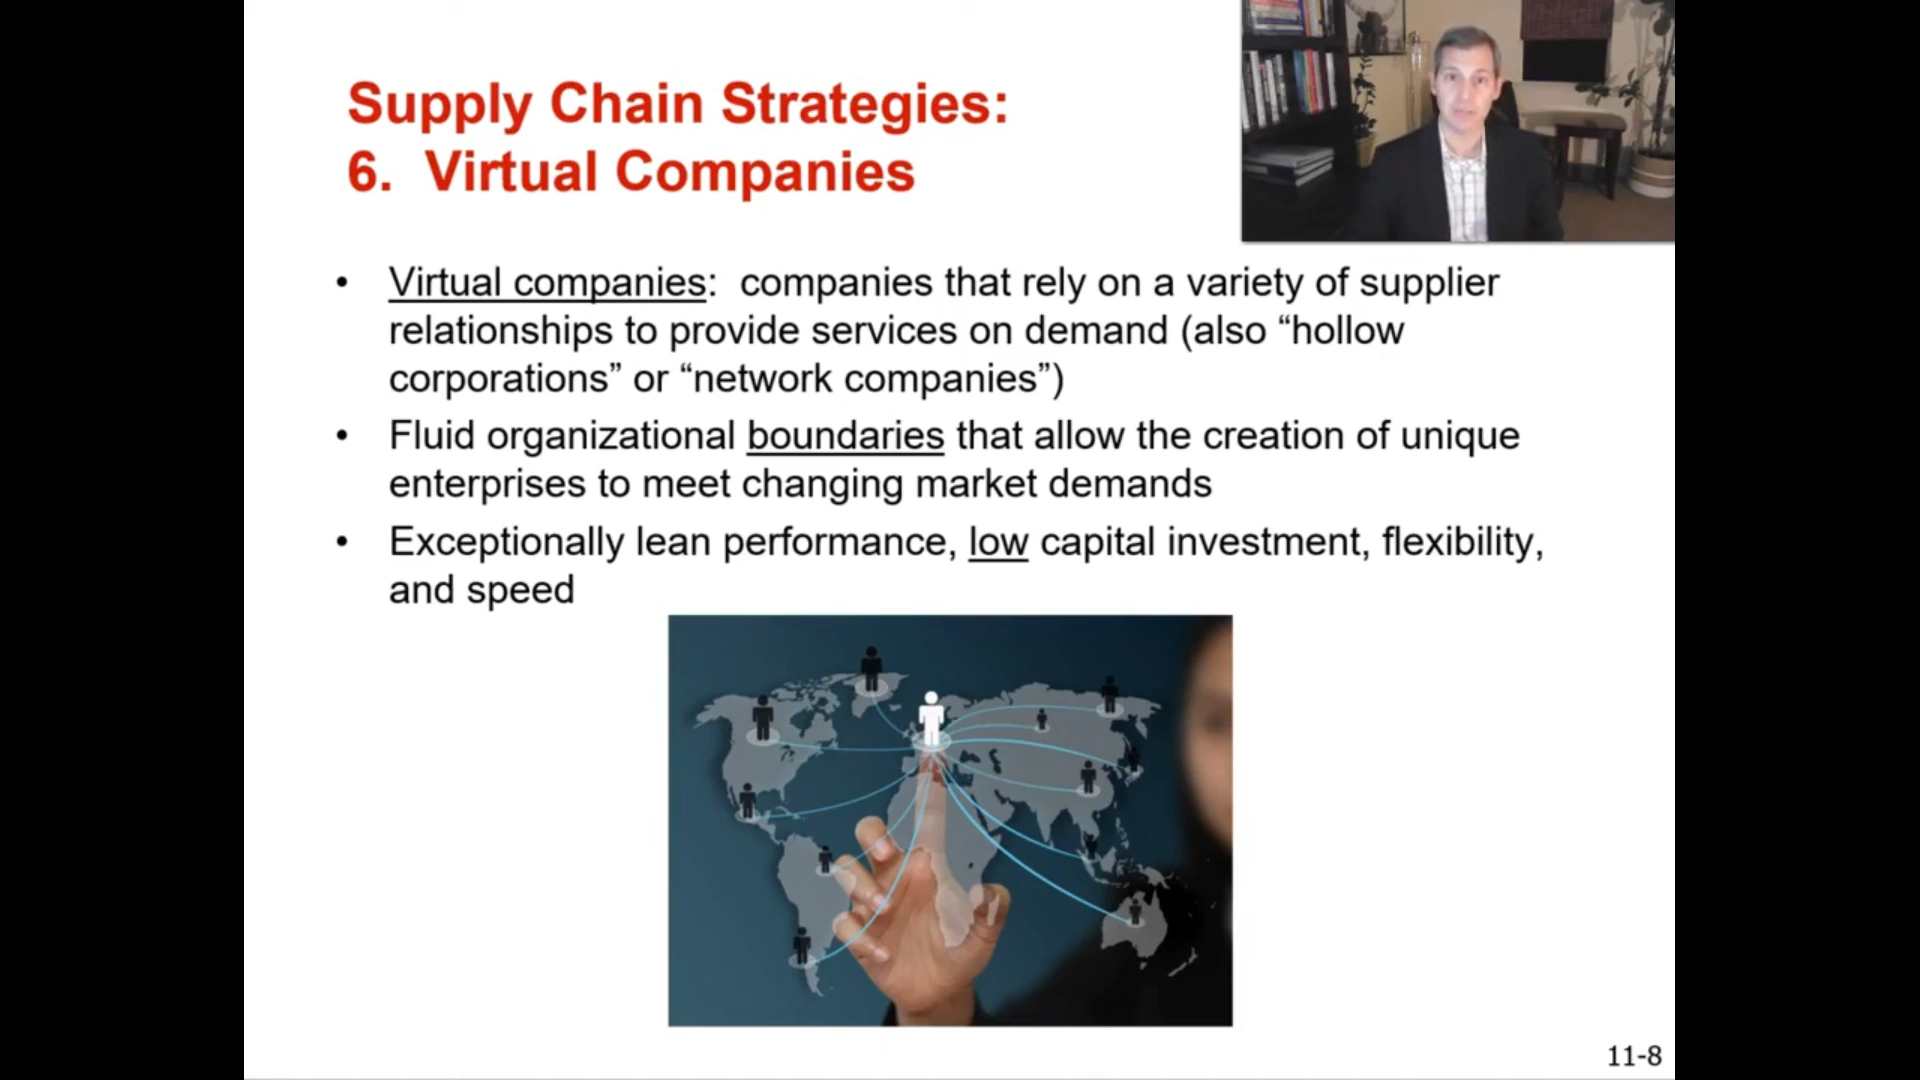 Supply Chain Strategies:
6. Virtual Companies
• Virtual companies: companies that rely on a variety of supplier
relationships to provide services on demand (also “hollow
corporations” or “network companies”)
• Fluid organizational boundaries that allow the creation of unique
enterprises to meet changing market demands
• Exceptionally lean performance, low capital investment, flexibility,
and speed
11-8